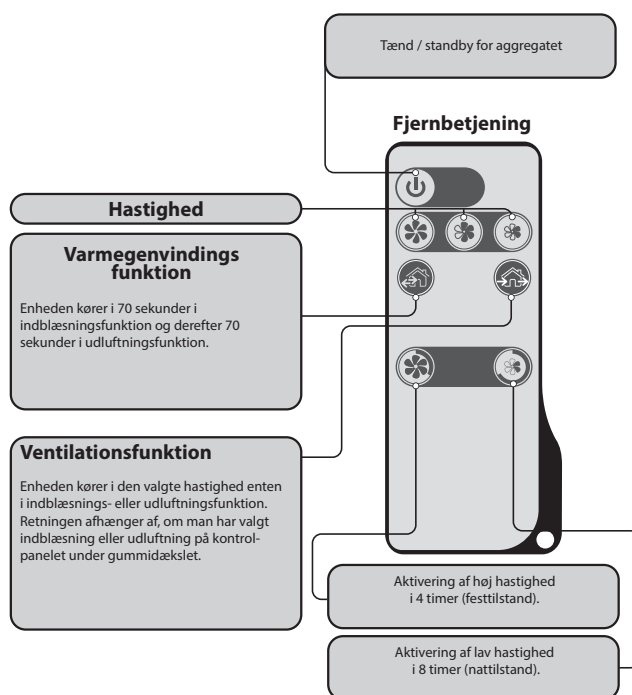 Tænd / standby for aggregatet
Fjernbetjening
Hastighed
Varmegenvindings
funktion
Enheden kører i 70 sekunder i
indblæsningsfunktion og derefter 70
sekunder i udluftningsfunktion.
Ventilationsfunktion
Enheden kører i den valgte hastighed enten
i indblæsnings- eller udluftningsfunktion.
Retningen afhænger af, om man har valgt
indblæsning eller udluftning på kontrol-
panelet under gummidækslet.
Aktivering af høj hastighed
i 4 timer (festtilstand).
Aktivering af lav hastighed
i 8 timer (nattilstand).